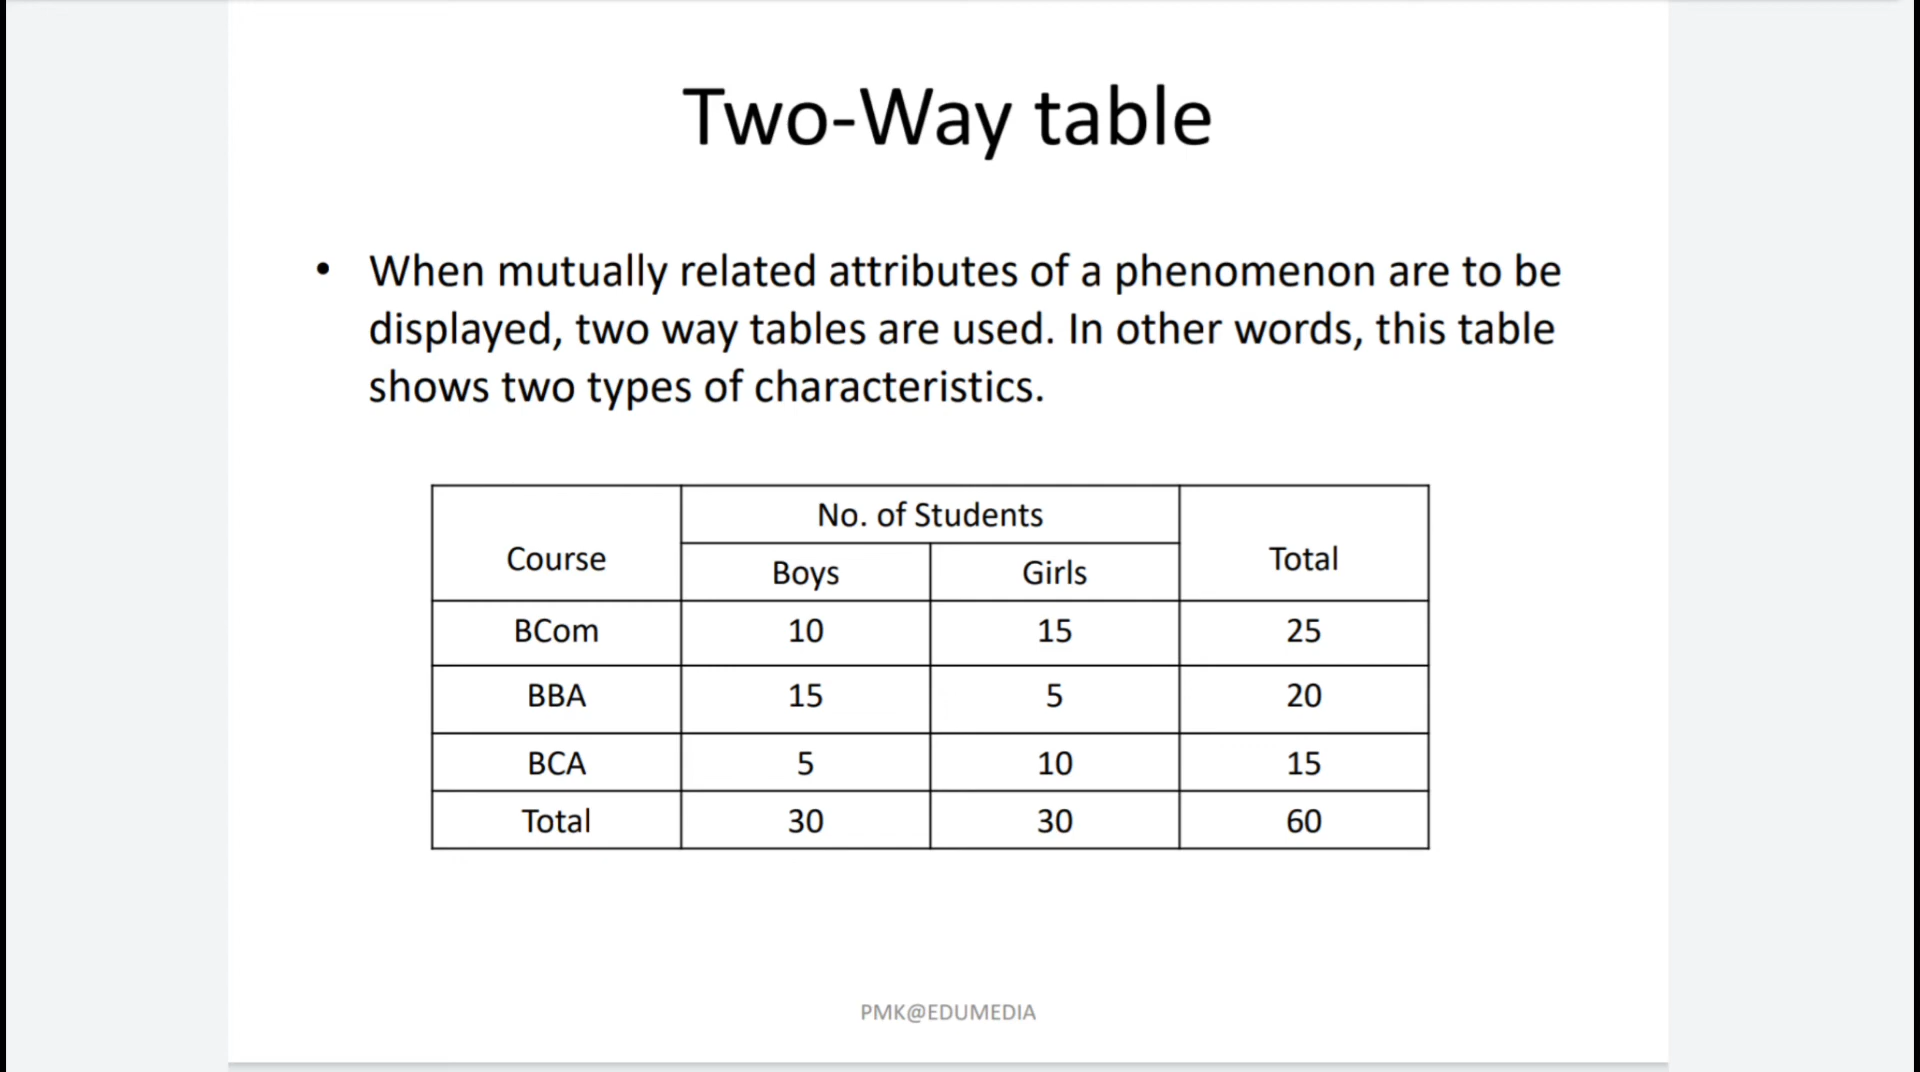 Two-Way table
• When mutually related attributes of a phenomenon are to be
displayed, two way tables are used. In other words, this table
shows two types of characteristics.
Course No. of Students Total
Boys Girls
BCom 10 15 25
BBA 15 5 20
BCA 5 10 15
Total 30 30 60
PMK@EDUMEDIA